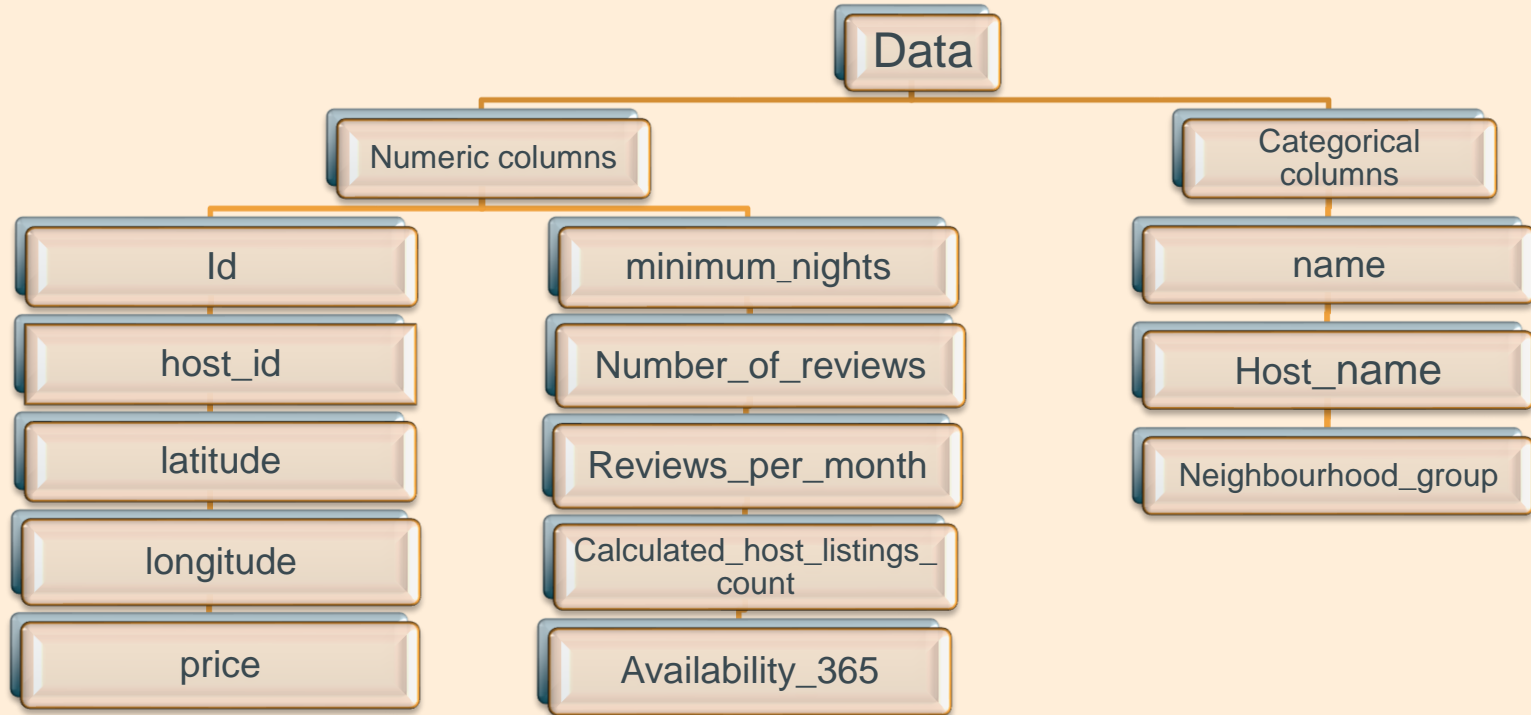 Data
Numeric columns
Categorical
columns
Id
host_id
latitude
longitude
price
minimum_nights
Number_of_reviews
Reviews_per_month
Calculated_host_listings_
count
Availability_365
name
Host_name
Neighbourhood_group